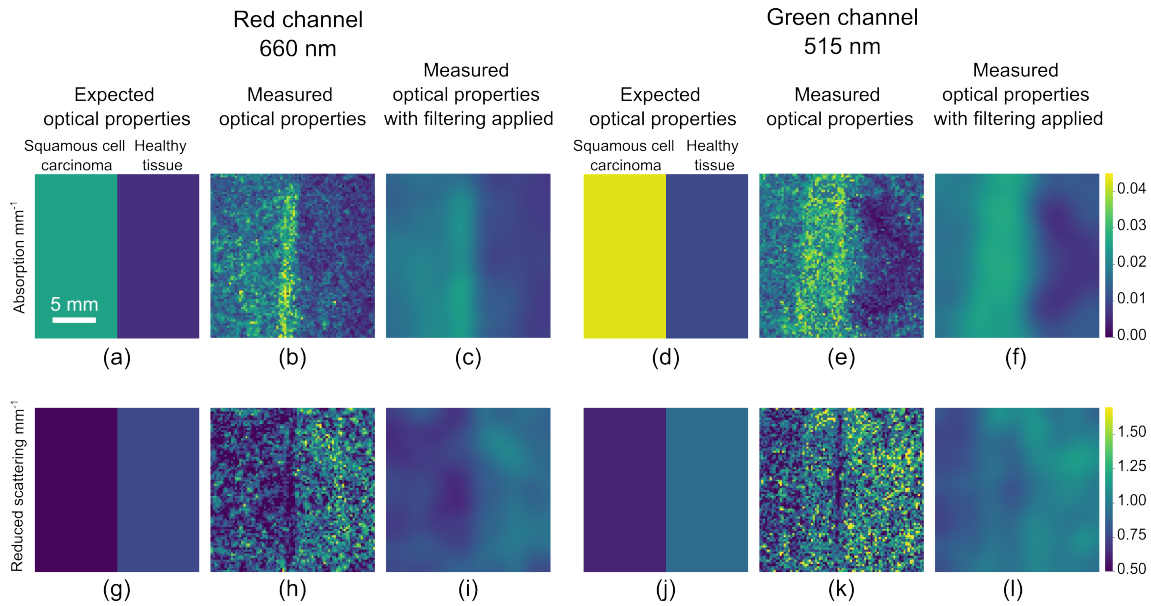 Red channel
660 nm
Green channel
515 nm
Expected
optical properties
Measured
optical properties
Measured
optical properties
with filtering applied
Expected
optical properties
Measured
optical properties
Measured
optical properties
with filtering applied
Squamous cell
carcinoma
Healthy
tissue
Squamous cell
carcinoma
Healthy
tissue
Absorption mm⁻¹
5 mm
0.04
0.03
0.02
0.01
0.00
(a)
(b)
(c)
(d)
(e)
(f)
Reduced scattering mm⁻¹
1.50
1.25
1.00
0.75
0.50
(g)
(h)
(i)
(j)
(k)
(l)